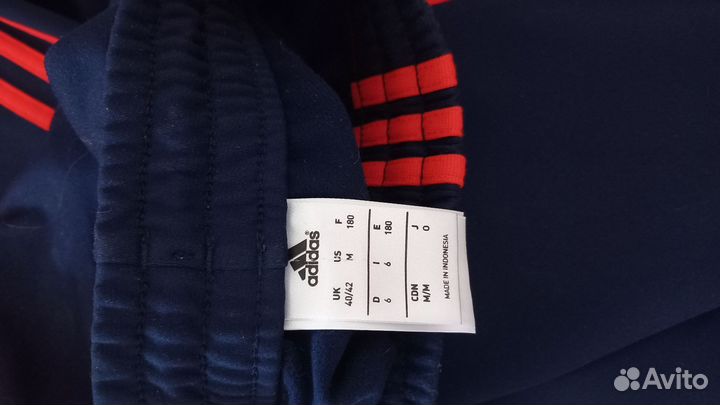 adidas
UK US F
40/42 M 180
D I E
6 6 180
CDN J
M/M O
MADE IN INDONESIA
Avito